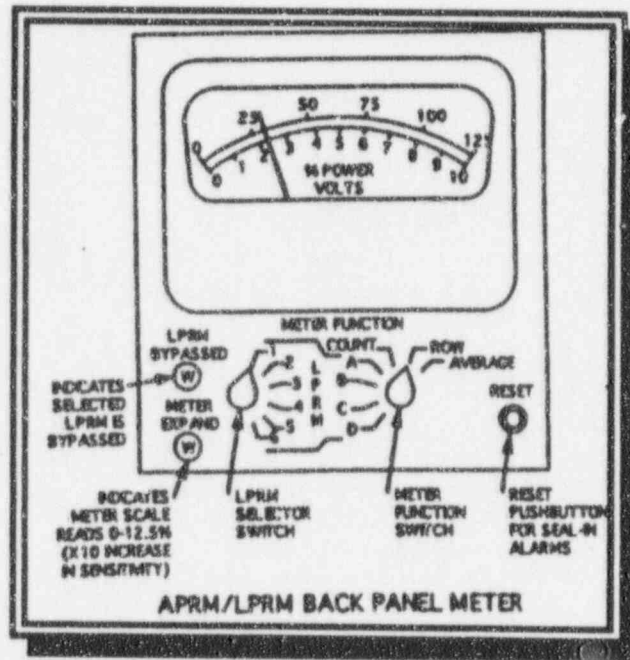 0 25 50 75 100 125
0 1 2 3 4 5 6 7 8 9 10
% POWER
VOLTS
METER FUNCTION
LPRM
BYPASSED
W
INDICATES
SELECTED
LPRM IS
BYPASSED
METER
EXPAND
W
1
2
3
4
5
6
LPRM
COUNT
A
B
C
D
FLOW
AVERAGE
RESET
INDICATES
METER SCALE
READS 0-12.5%
(X10 INCREASE
IN SENSITIVITY)
LPRM
SELECTOR
SWITCH
METER
FUNCTION
SWITCH
RESET
PUSHBUTTON
FOR SEAL-IN
ALARMS
APRM/LPRM BACK PANEL METER